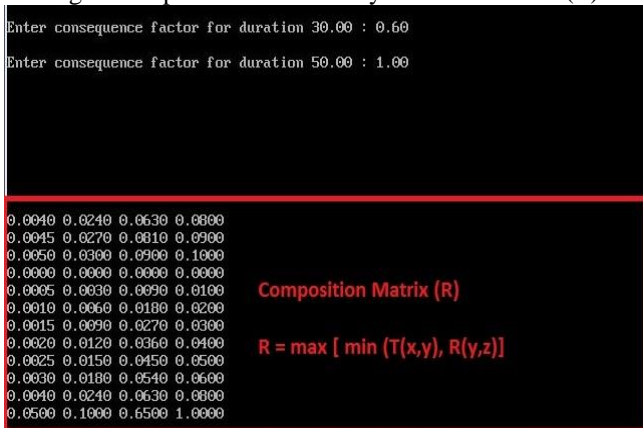 Enter consequence factor for duration 30.00 : 0.60
Enter consequence factor for duration 50.00 : 1.00
0.0040 0.0240 0.0630 0.0800
0.0045 0.0270 0.0810 0.0900
0.0050 0.0300 0.0900 0.1000
0.0000 0.0000 0.0000 0.0000
0.0005 0.0030 0.0090 0.0100
Composition Matrix (R)
0.0010 0.0060 0.0180 0.0200
0.0015 0.0090 0.0270 0.0300
0.0020 0.0120 0.0360 0.0400
R = max [ min (T(x,y), R(y,z)]
0.0025 0.0150 0.0450 0.0500
0.0030 0.0180 0.0540 0.0600
0.0040 0.0240 0.0630 0.0800
0.0500 0.1000 0.6500 1.0000